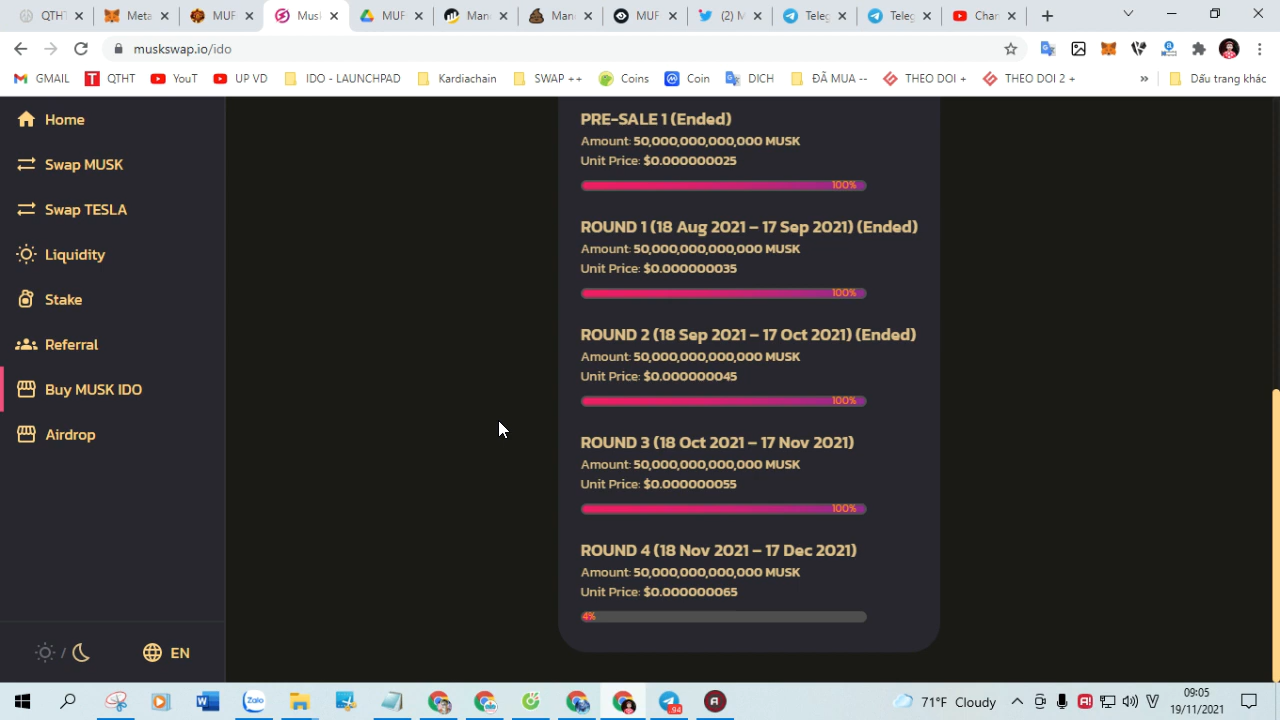 QTHT
Meta
MUF
Musk
MUF
Man
Man
MUF
(2) M
Teleg
Teleg
Char
muskswap.io/ido
GMAIL
QTHT
YouT
UP VD
IDO - LAUNCHPAD
Kardiachain
SWAP ++
Coins
Coin
DICH
ĐÃ MUA --
THEO DOI +
THEO DOI 2 +
»
Dấu trang khác
Home
Swap MUSK
Swap TESLA
Liquidity
Stake
Referral
Buy MUSK IDO
Airdrop
/
EN
PRE-SALE 1 (Ended)
Amount: 50,000,000,000,000 MUSK
Unit Price: $0.000000025
100%
ROUND 1 (18 Aug 2021 – 17 Sep 2021) (Ended)
Amount: 50,000,000,000,000 MUSK
Unit Price: $0.000000035
100%
ROUND 2 (18 Sep 2021 – 17 Oct 2021) (Ended)
Amount: 50,000,000,000,000 MUSK
Unit Price: $0.000000045
100%
ROUND 3 (18 Oct 2021 – 17 Nov 2021)
Amount: 50,000,000,000,000 MUSK
Unit Price: $0.000000055
100%
ROUND 4 (18 Nov 2021 – 17 Dec 2021)
Amount: 50,000,000,000,000 MUSK
Unit Price: $0.000000065
4%
Zalo
94
71°F Cloudy
09:05
19/11/2021